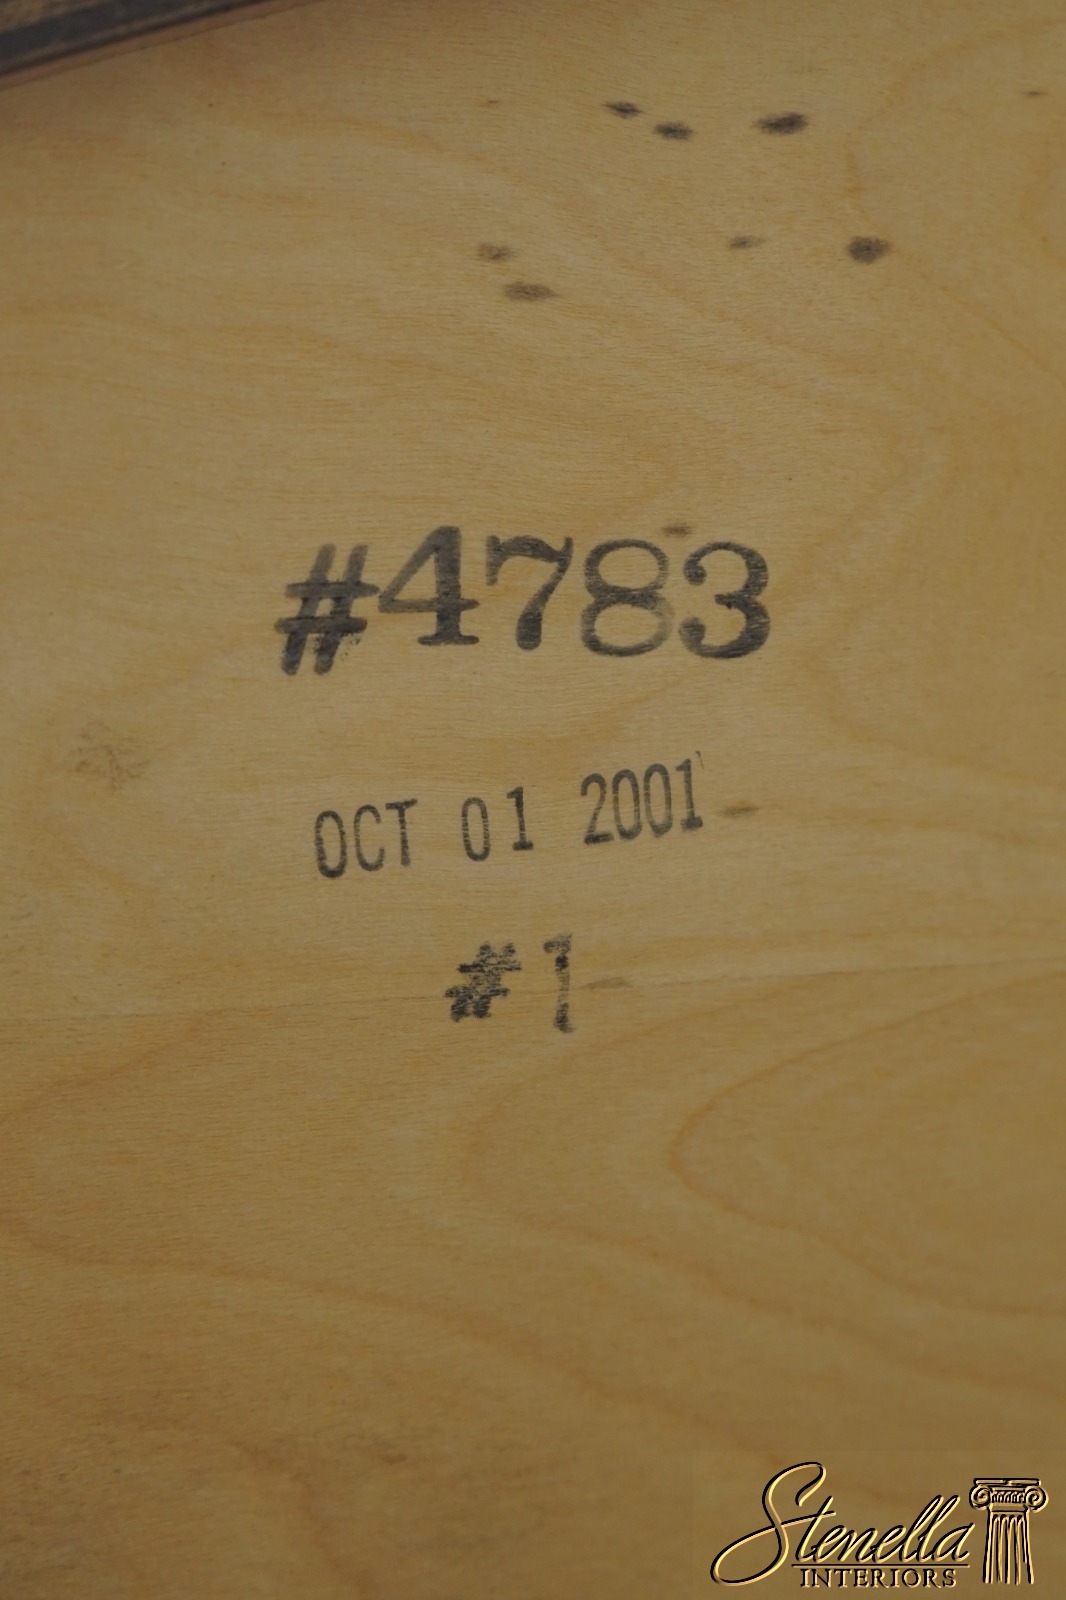 #4783
OCT 01 2001
#1
Stenella
INTERIORS